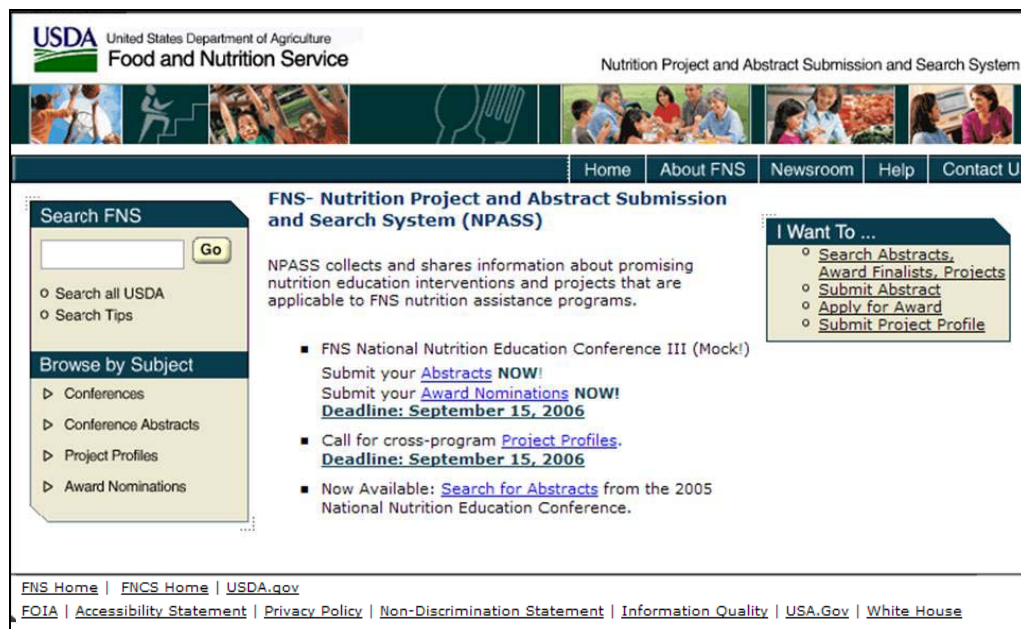 USDA United States Department of Agriculture
Food and Nutrition Service
Nutrition Project and Abstract Submission and Search System
Home
About FNS
Newsroom
Help
Contact U
Search FNS
Go
Search all USDA
Search Tips
Browse by Subject
Conferences
Conference Abstracts
Project Profiles
Award Nominations
FNS- Nutrition Project and Abstract Submission
and Search System (NPASS)
NPASS collects and shares information about promising
nutrition education interventions and projects that are
applicable to FNS nutrition assistance programs.
FNS National Nutrition Education Conference III (Mock!)
Submit your Abstracts NOW!
Submit your Award Nominations NOW!
Deadline: September 15, 2006
Call for cross-program Project Profiles.
Deadline: September 15, 2006
Now Available: Search for Abstracts from the 2005
National Nutrition Education Conference.
I Want To ...
Search Abstracts,
Award Finalists, Projects
Submit Abstract
Apply for Award
Submit Project Profile
FNS Home | FNCS Home | USDA.gov
FOIA | Accessibility Statement | Privacy Policy | Non-Discrimination Statement | Information Quality | USA.Gov | White House